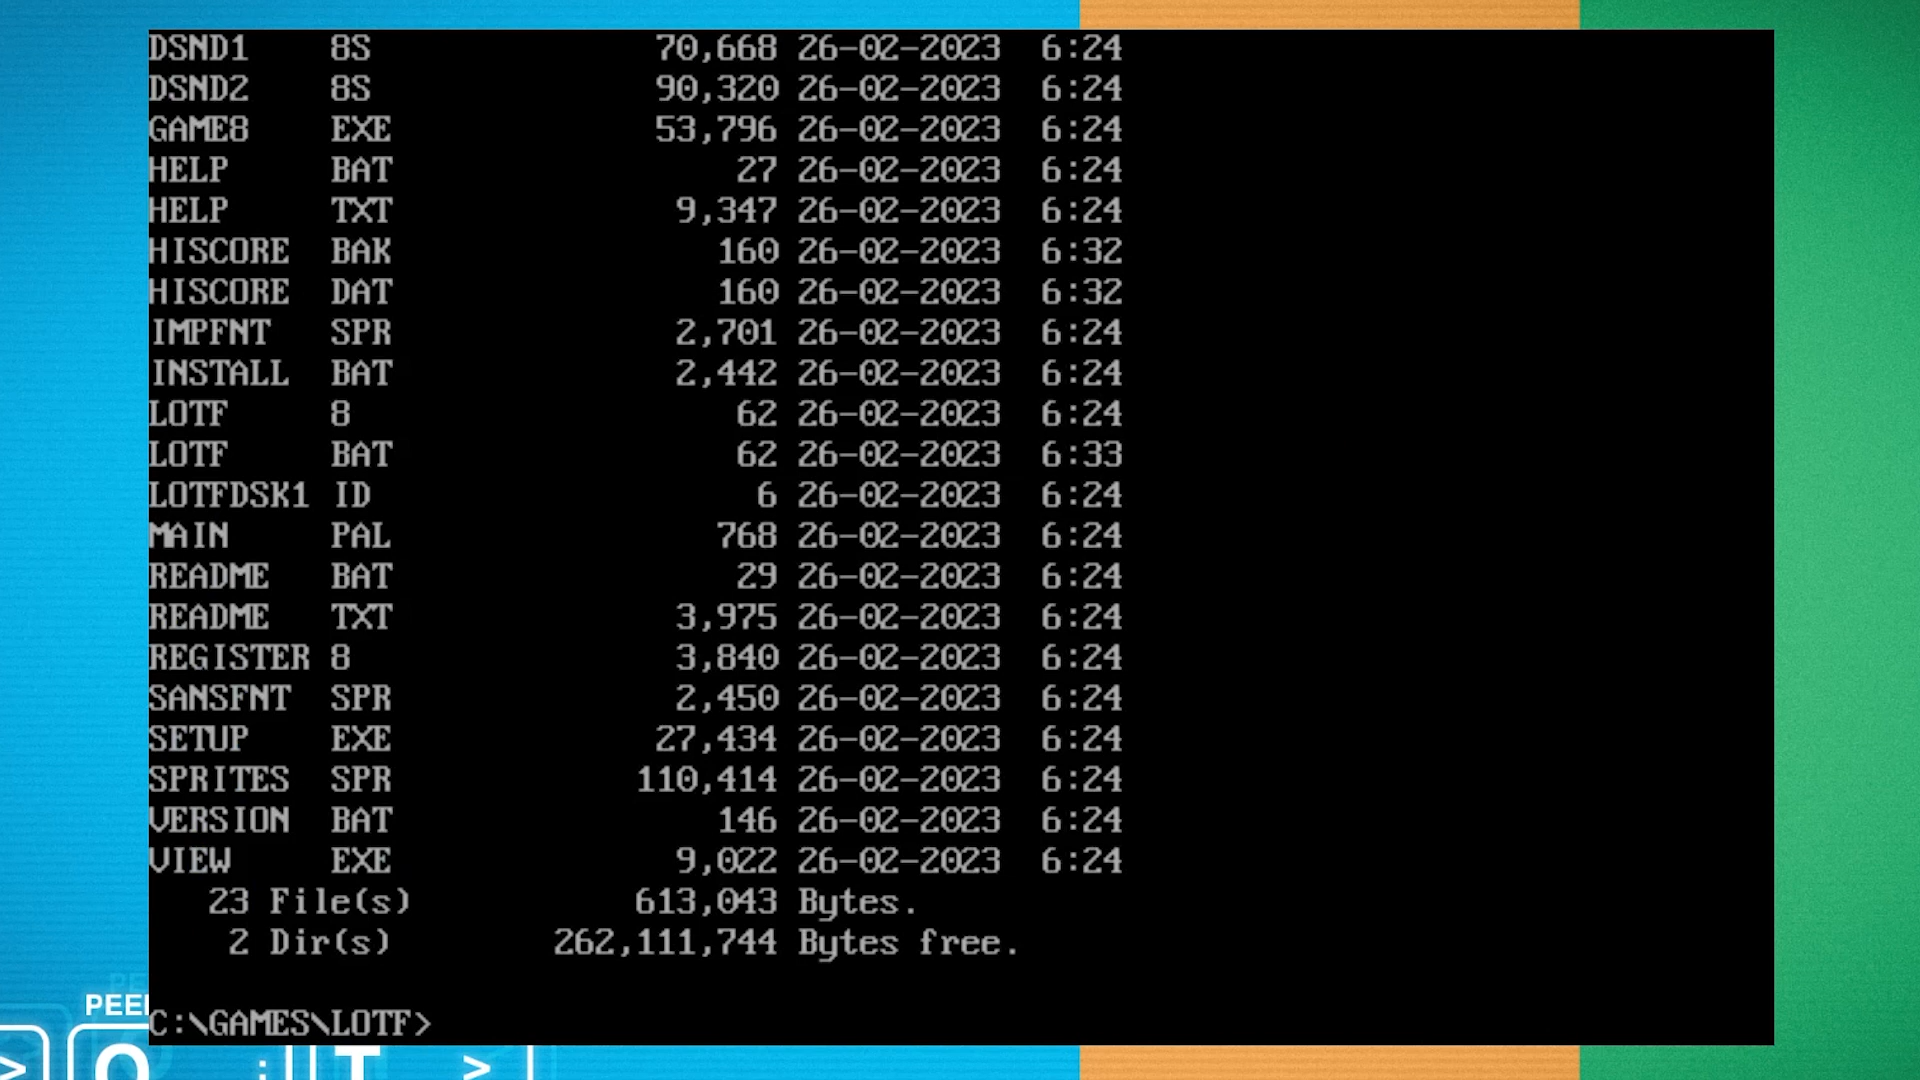 DSND1 8S 70,668 26-02-2023 6:24
DSND2 8S 90,320 26-02-2023 6:24
GAME8 EXE 53,796 26-02-2023 6:24
HELP BAT 27 26-02-2023 6:24
HELP TXT 9,347 26-02-2023 6:24
HISCORE BAK 160 26-02-2023 6:32
HISCORE DAT 160 26-02-2023 6:32
IMPFNT SPR 2,701 26-02-2023 6:24
INSTALL BAT 2,442 26-02-2023 6:24
LOTF 8 62 26-02-2023 6:24
LOTF BAT 62 26-02-2023 6:33
LOTFDSK1 ID 6 26-02-2023 6:24
MAIN PAL 768 26-02-2023 6:24
README BAT 29 26-02-2023 6:24
README TXT 3,975 26-02-2023 6:24
REGISTER 8 3,840 26-02-2023 6:24
SANSFNT SPR 2,450 26-02-2023 6:24
SETUP EXE 27,434 26-02-2023 6:24
SPRITES SPR 110,414 26-02-2023 6:24
VERSION BAT 146 26-02-2023 6:24
VIEW EXE 9,022 26-02-2023 6:24
23 File(s) 613,043 Bytes.
2 Dir(s) 262,111,744 Bytes free.
C:\GAMES\LOTF>